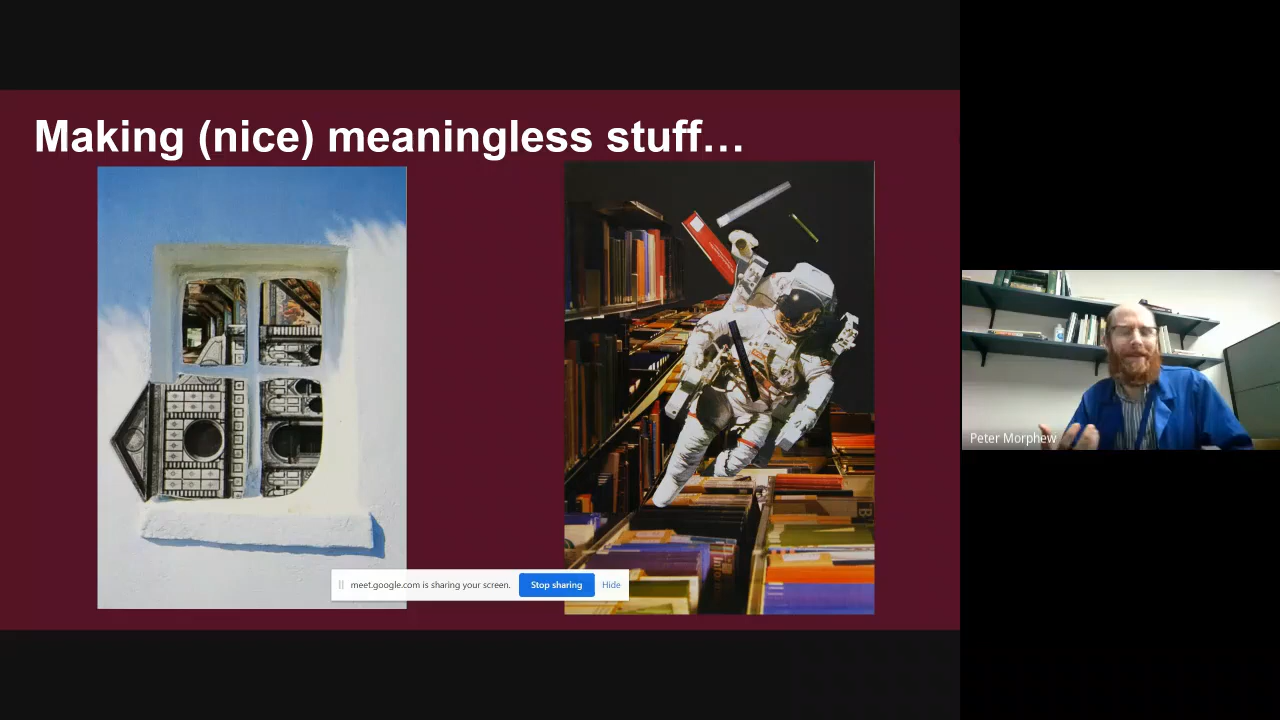 Making (nice) meaningless stuff…
meet.google.com is sharing your screen. Stop sharing Hide
Peter Morphew